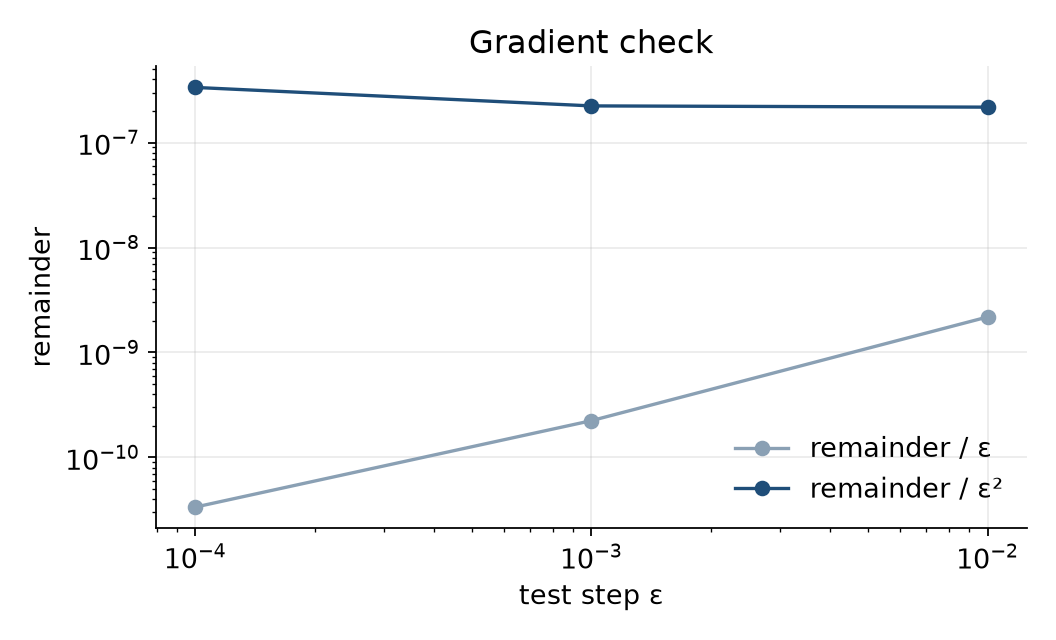 Gradient check
remainder
10⁻⁷
10⁻⁸
10⁻⁹
10⁻¹⁰
remainder / ε
remainder / ε²
10⁻⁴
10⁻³
10⁻²
test step ε